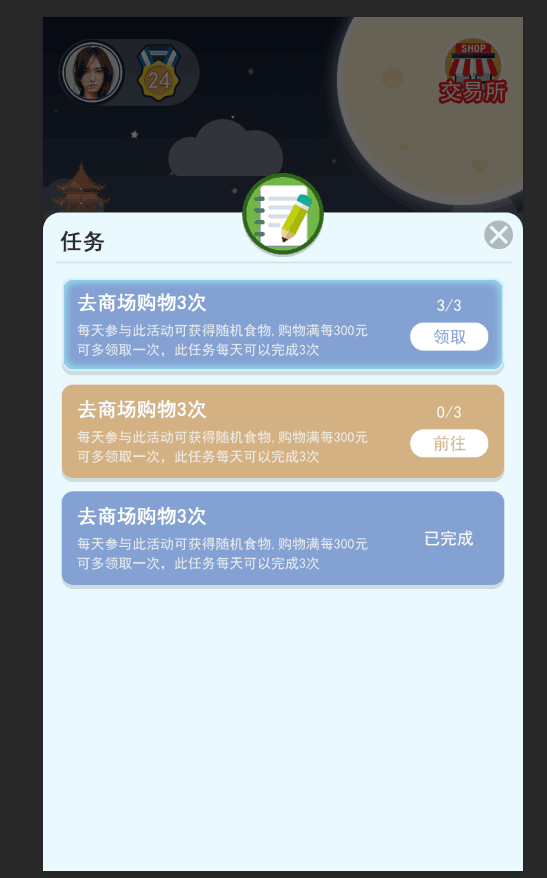 24
SHOP
交易所
任务
去商场购物3次
3/3
每天参与此活动可获得随机食物,购物满每300元
可多领取一次，此任务每天可以完成3次
领取
去商场购物3次
0/3
每天参与此活动可获得随机食物,购物满每300元
可多领取一次，此任务每天可以完成3次
前往
去商场购物3次
每天参与此活动可获得随机食物,购物满每300元
可多领取一次，此任务每天可以完成3次
已完成